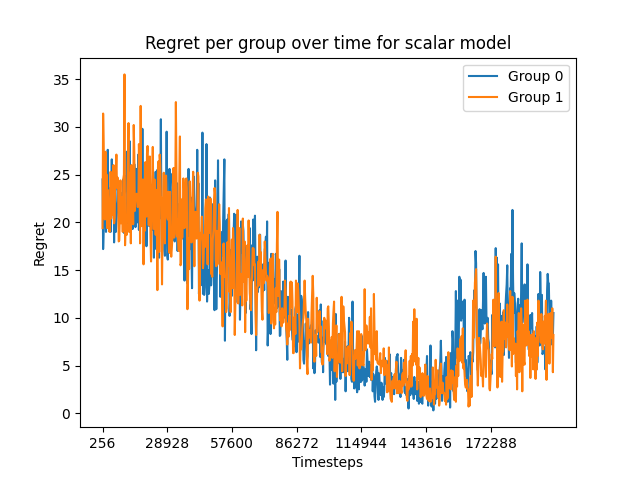 Regret per group over time for scalar model
Group 0
Group 1
Regret
35
30
25
20
15
10
5
0
256 28928 57600 86272 114944 143616 172288
Timesteps